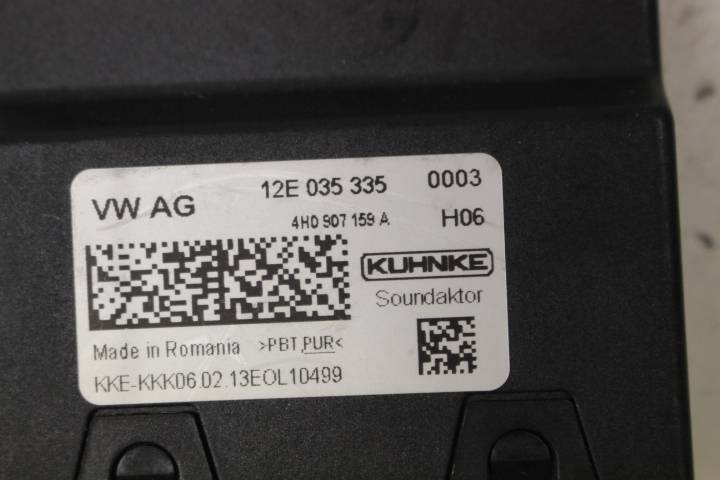 VW AG 12E 035 335 0003
4H0 907 159 A H06
KUHNKE
Soundaktor
Made in Romania >PBT,PUR<
KKE-KKK06.02.13EOL10499